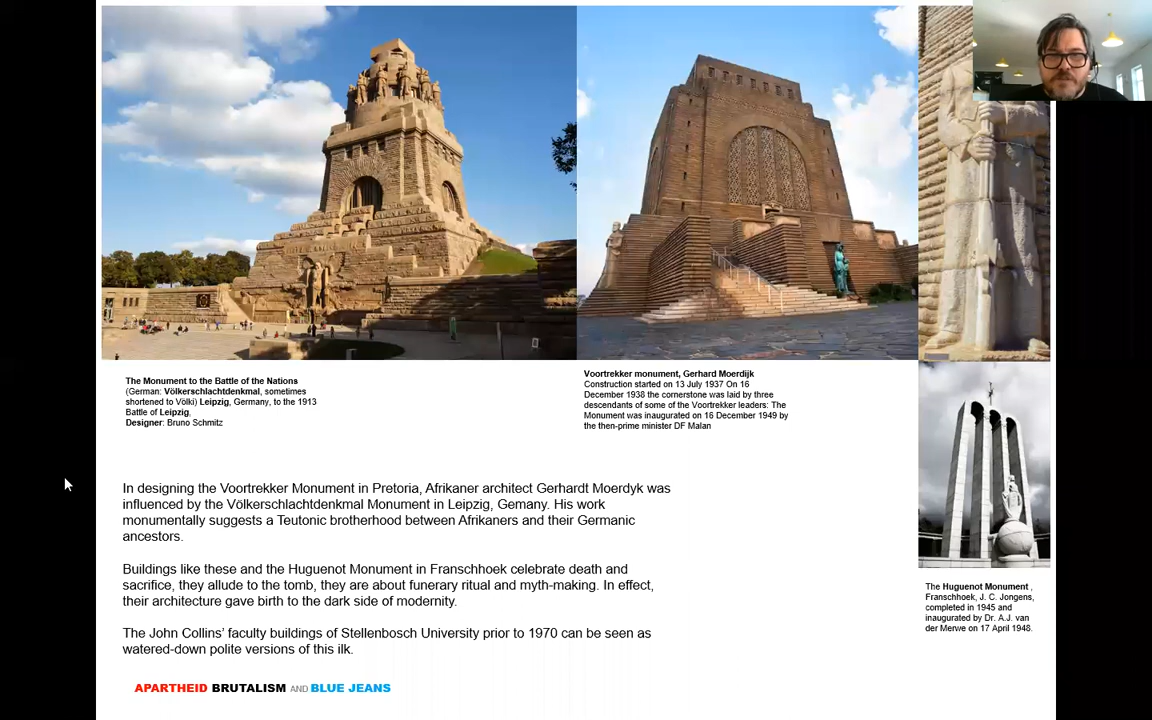 The Monument to the Battle of the Nations
(German: Völkerschlachtdenkmal, sometimes
shortened to Völki) Leipzig, Germany, to the 1913
Battle of Leipzig,
Designer: Bruno Schmitz
Voortrekker monument, Gerhard Moerdijk
Construction started on 13 July 1937 On 16
December 1938 the cornerstone was laid by three
descendants of some of the Voortrekker leaders: The
Monument was inaugurated on 16 December 1949 by
the then-prime minister DF Malan
In designing the Voortrekker Monument in Pretoria, Afrikaner architect Gerhardt Moerdyk was
influenced by the Völkerschlachtdenkmal Monument in Leipzig, Gemany. His work
monumentally suggests a Teutonic brotherhood between Afrikaners and their Germanic
ancestors.
Buildings like these and the Huguenot Monument in Franschhoek celebrate death and
sacrifice, they allude to the tomb, they are about funerary ritual and myth-making. In effect,
their architecture gave birth to the dark side of modernity.
The John Collins' faculty buildings of Stellenbosch University prior to 1970 can be seen as
watered-down polite versions of this ilk.
The Huguenot Monument ,
Franschhoek, J. C. Jongens,
completed in 1945 and
inaugurated by Dr. A.J. van
der Merwe on 17 April 1948.
APARTHEID BRUTALISM AND BLUE JEANS